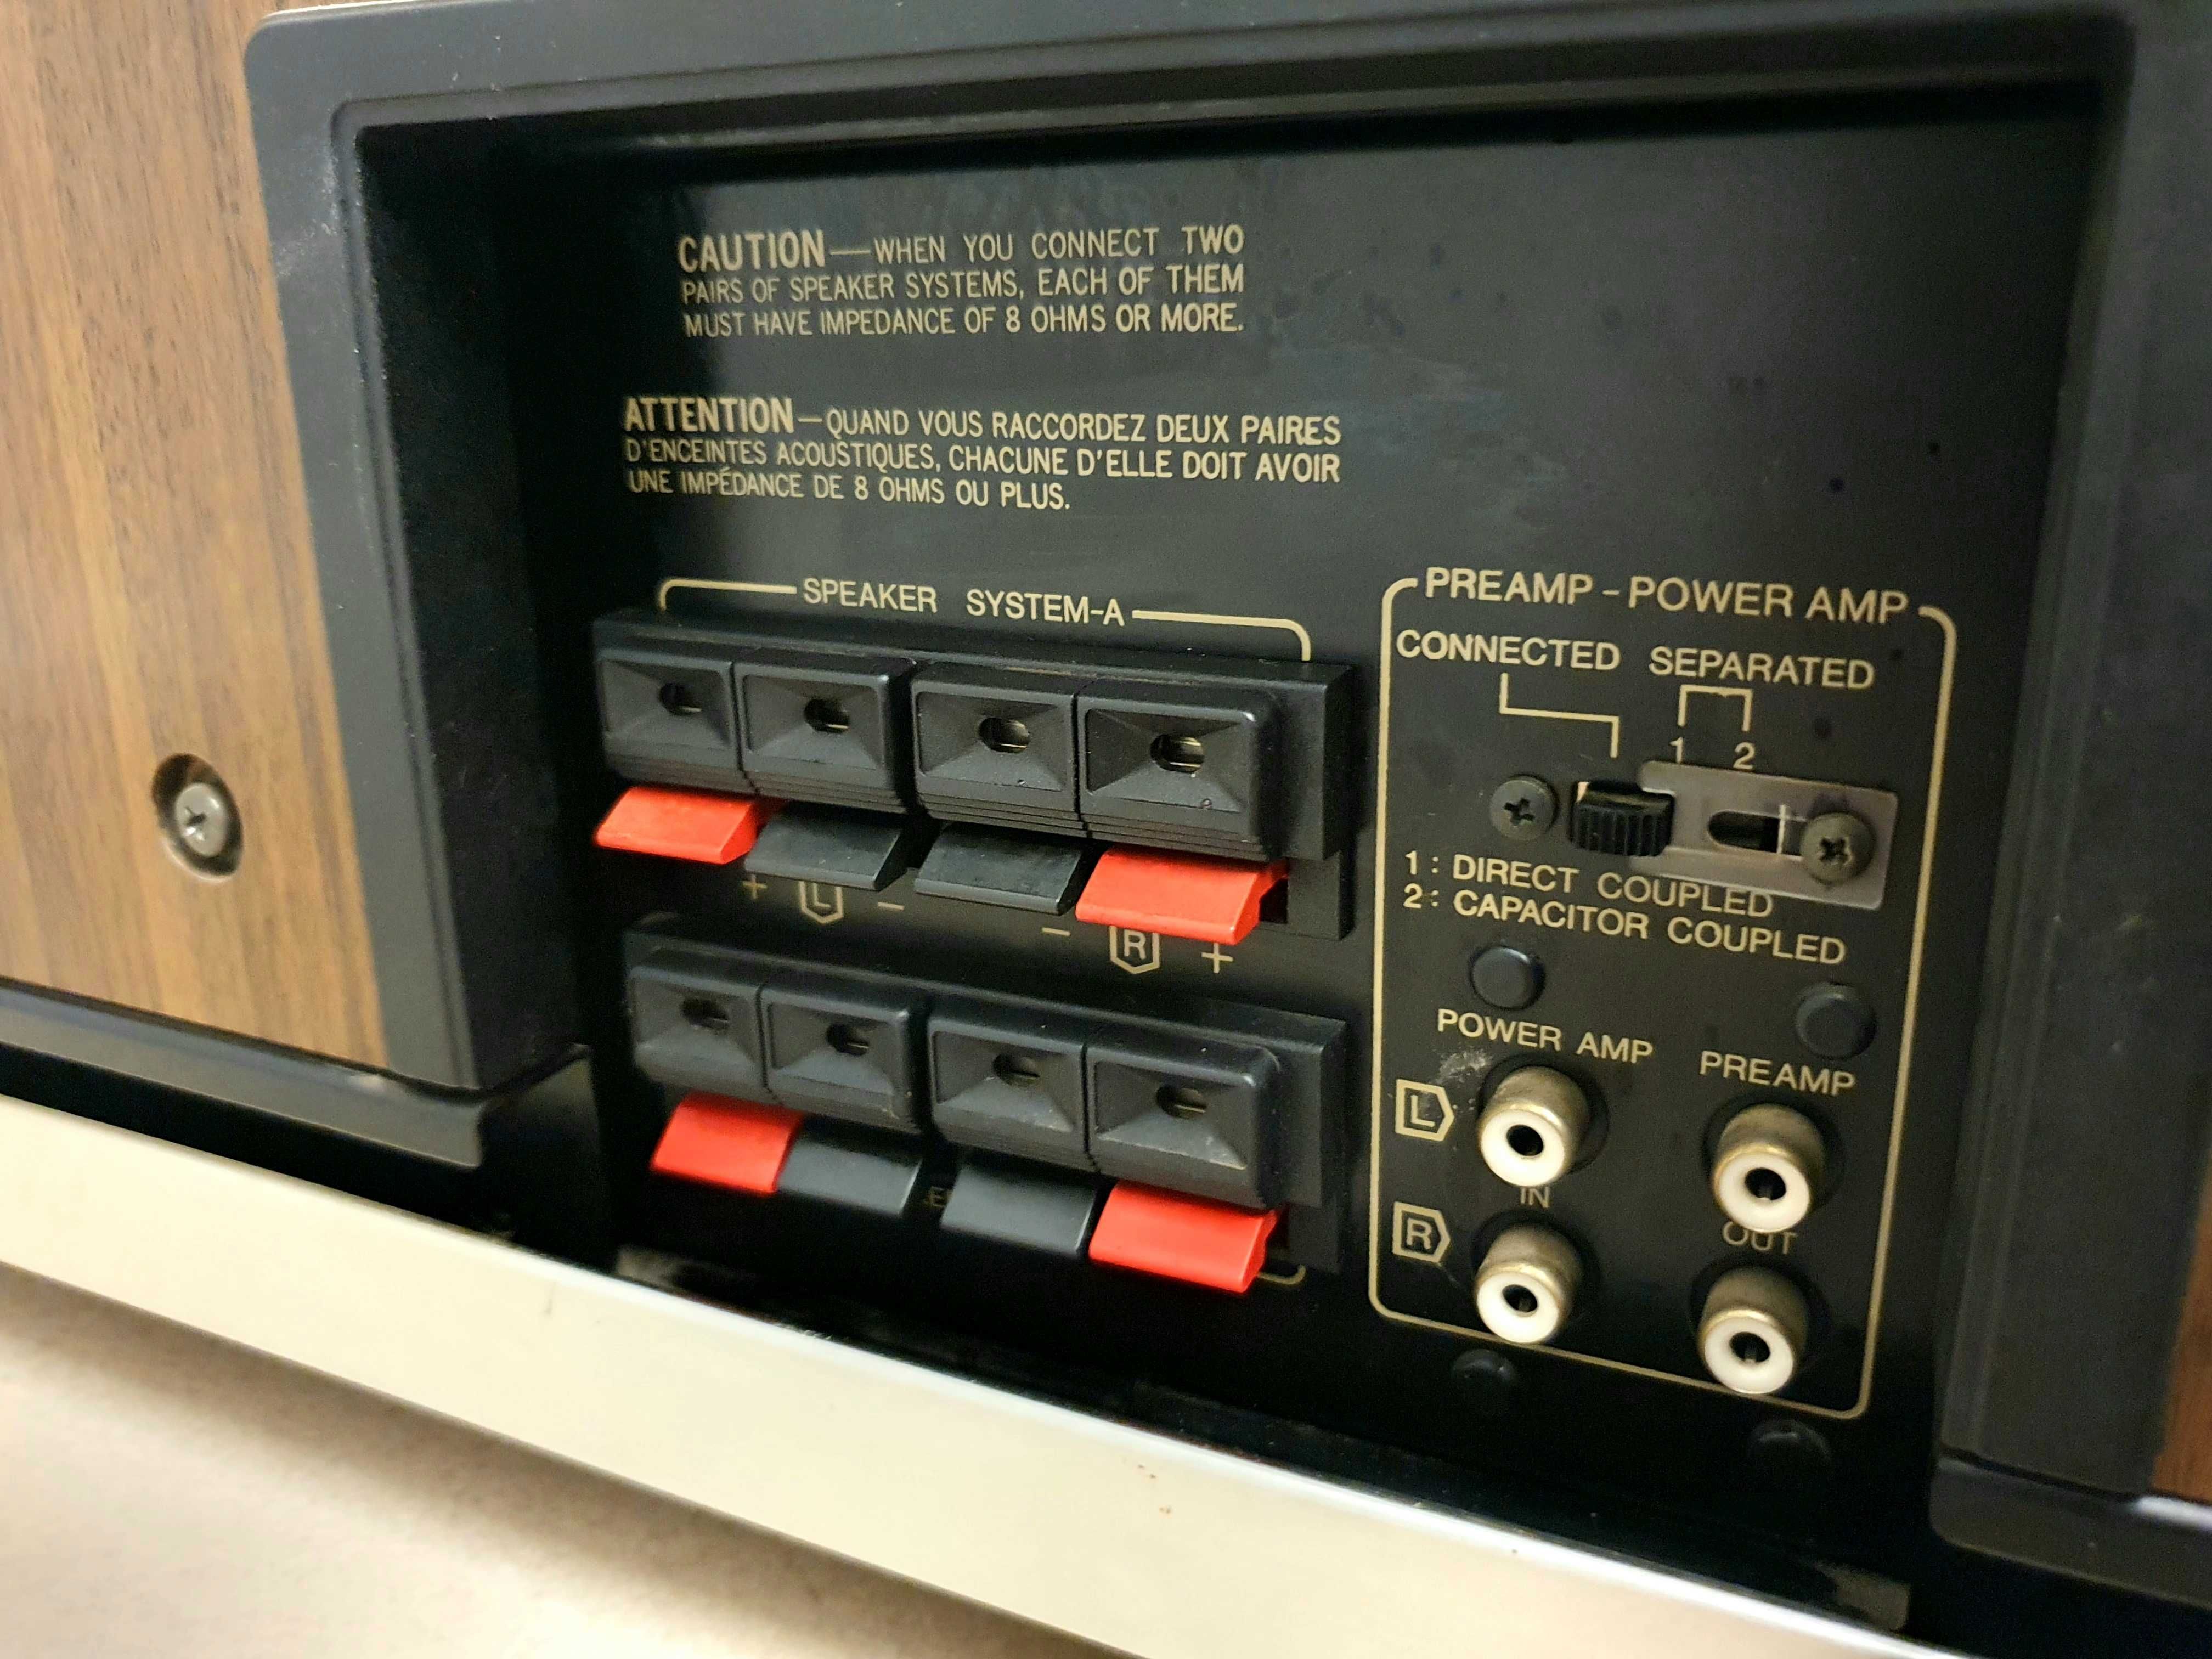 CAUTION—WHEN YOU CONNECT TWO
PAIRS OF SPEAKER SYSTEMS, EACH OF THEM
MUST HAVE IMPEDANCE OF 8 OHMS OR MORE.
ATTENTION—QUAND VOUS RACCORDEZ DEUX PAIRES
D'ENCEINTES ACOUSTIQUES, CHACUNE D'ELLE DOIT AVOIR
UNE IMPÉDANCE DE 8 OHMS OU PLUS.
SPEAKER SYSTEM-A
+ L −
− R +
PREAMP-POWER AMP
CONNECTED SEPARATED
1 2
1: DIRECT COUPLED
2: CAPACITOR COUPLED
POWER AMP PREAMP
L
IN OUT
R